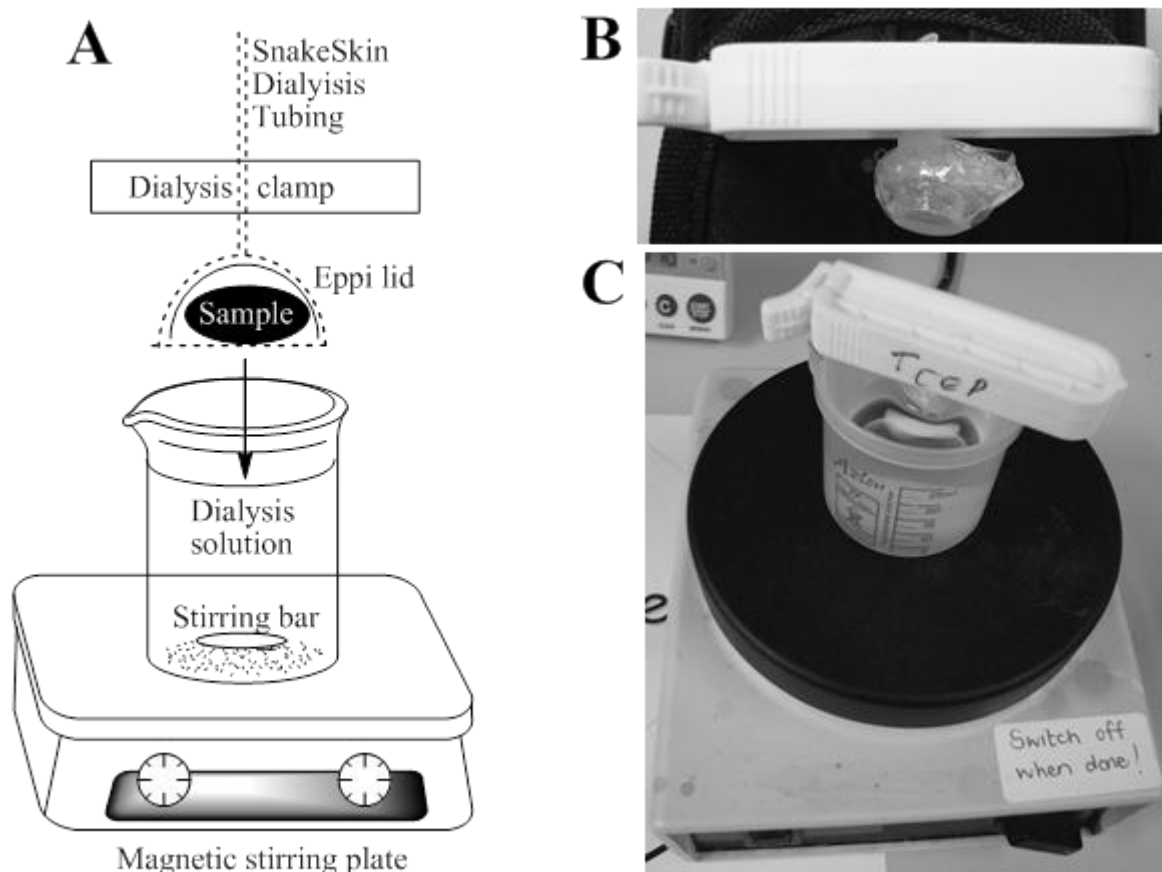 A
SnakeSkin
Dialyisis
Tubing
Dialysis clamp
Eppi lid
Sample
Dialysis
solution
Stirring bar
Magnetic stirring plate
B
C
C
TCEP
Azlon
Switch off
when done!